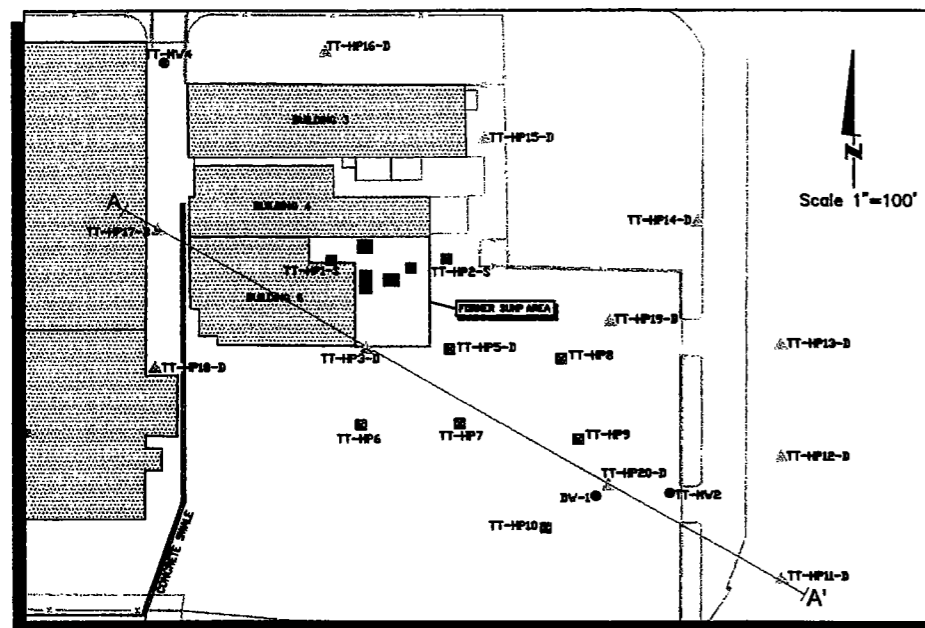 TT-MW4
TT-HP16-D
BUILDING 3
TT-HP15-D
N
Scale 1"=100'
A
BUILDING 4
TT-HP14-D
TT-HP17-D
TT-HP1-S
TT-HP2-S
BUILDING 5
FORMER SUMP AREA
TT-HP19-D
TT-HP13-D
TT-HP5-D
TT-HP3-D
TT-HP8
TT-HP18-D
TT-HP6
TT-HP7
TT-HP9
TT-HP12-D
TT-HP20-D
DW-1
TT-MW2
TT-HP10
CONCRETE SWALE
TT-HP11-D
A'